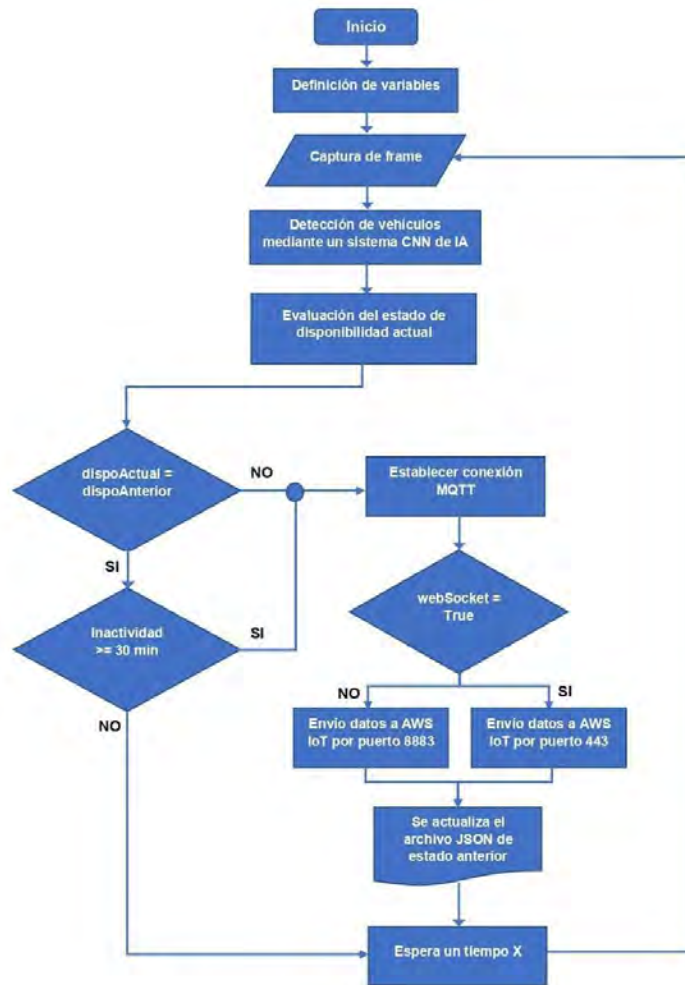 Inicio
Definición de variables
Captura de frame
Detección de vehículos
mediante un sistema CNN de IA
Evaluación del estado de
disponibilidad actual
dispoActual =
dispoAnterior
NO
Establecer conexión
MQTT
SI
webSocket =
True
Inactividad
>= 30 min
SI
NO
NO
SI
Envío datos a AWS
IoT por puerto 8883
Envío datos a AWS
IoT por puerto 443
Se actualiza el
archivo JSON de
estado anterior
Espera un tiempo X